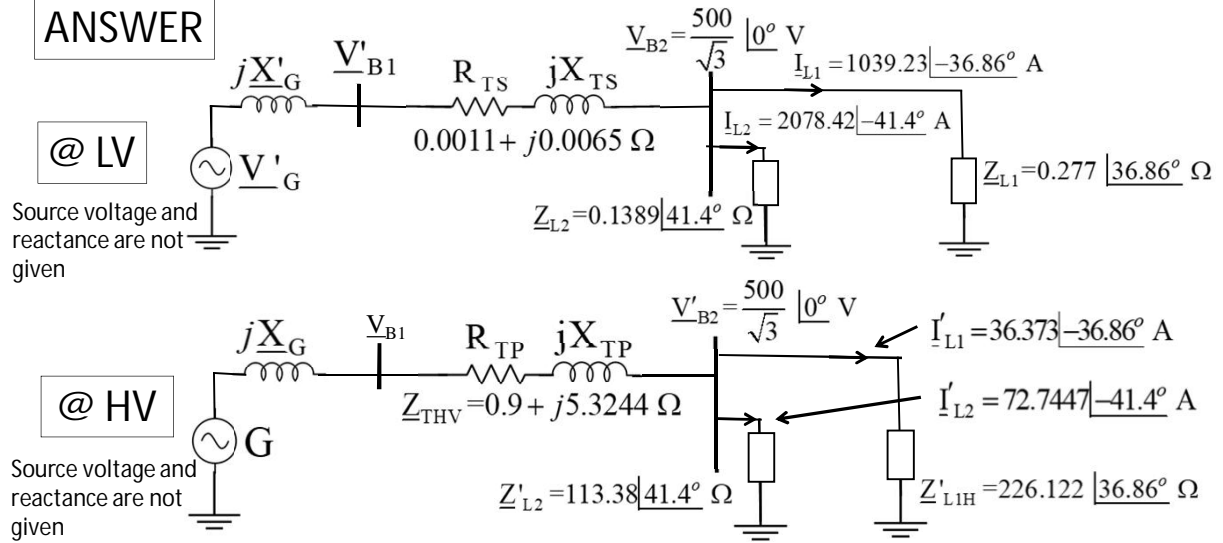 ANSWER
jX'G
V'B1
RTS
jXTS
0.0011+ j0.0065 Ω
VB2 = 500/√3 |0° V
IL1 = 1039.23|−36.86° A
IL2 = 2078.42|−41.4° A
@ LV
V'G
ZL1=0.277 |36.86° Ω
ZL2=0.1389|41.4° Ω
Source voltage and
reactance are not
given
jXG
VB1
RTP
jXTP
ZTHV=0.9+ j5.3244 Ω
V'B2 = 500/√3 |0° V
I'L1 =36.373|−36.86° A
I'L2 = 72.7447|−41.4° A
@ HV
G
Z'L2 =113.38|41.4° Ω
Z'L1H =226.122 |36.86° Ω
Source voltage and
reactance are not
given